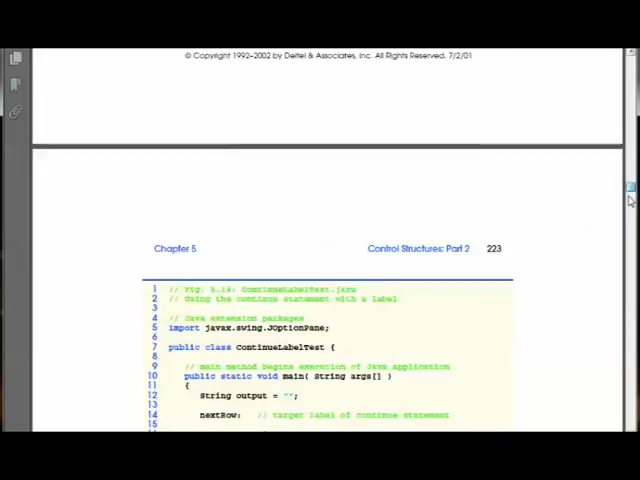 © Copyright 1992–2002 by Deitel & Associates, Inc. All Rights Reserved. 7/2/01
Chapter 5 Control Structures: Part 2 223
1 // Fig. 5.14: ContinueLabelTest.java
2 // Using the continue statement with a label
3
4 // Java extension packages
5 import javax.swing.JOptionPane;
6
7 public class ContinueLabelTest {
8
9 // main method begins execution of Java application
10 public static void main( String args[] )
11 {
12 String output = "";
13
14 nextRow: // target label of continue statement
15